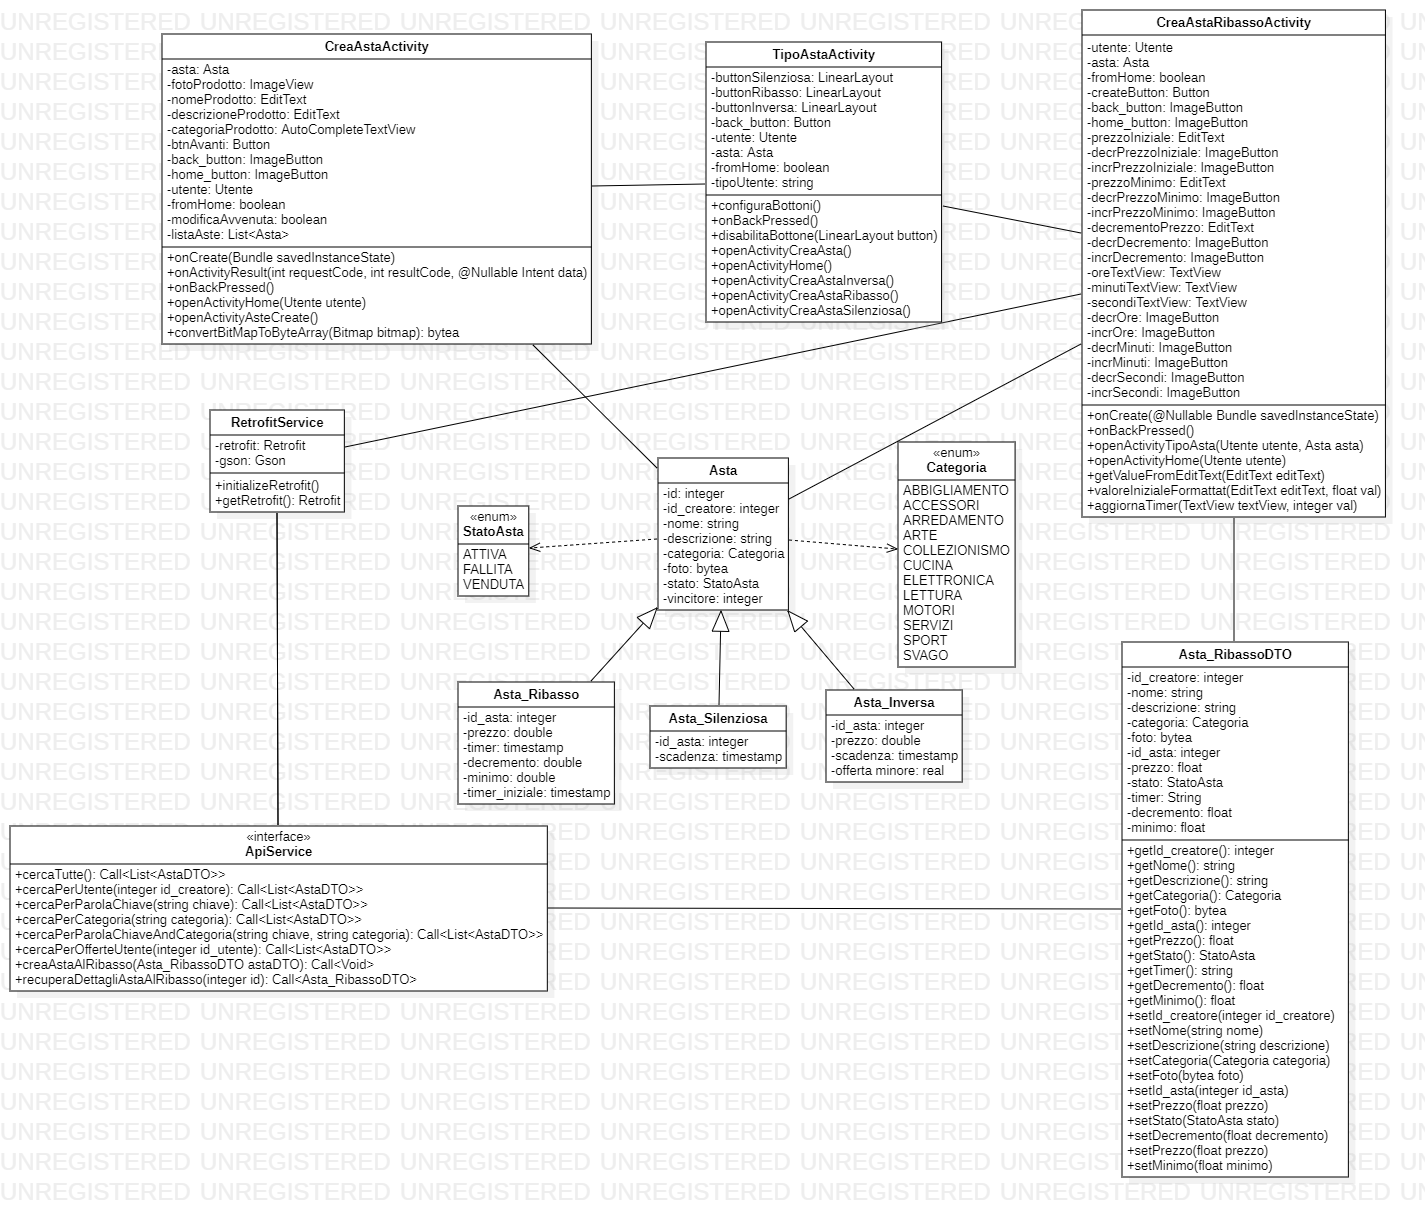 CreaAstaActivity
-asta: Asta
-fotoProdotto: ImageView
-nomeProdotto: EditText
-descrizioneProdotto: EditText
-categoriaProdotto: AutoCompleteTextView
-btnAvanti: Button
-back_button: ImageButton
-home_button: ImageButton
-utente: Utente
-fromHome: boolean
-modificaAvvenuta: boolean
-listaAste: List<Asta>
+onCreate(Bundle savedInstanceState)
+onActivityResult(int requestCode, int resultCode, @Nullable Intent data)
+onBackPressed()
+openActivityHome(Utente utente)
+openActivityAsteCreate()
+convertBitMapToByteArray(Bitmap bitmap): bytea
TipoAstaActivity
-buttonSilenziosa: LinearLayout
-buttonRibasso: LinearLayout
-buttonInversa: LinearLayout
-back_button: Button
-utente: Utente
-asta: Asta
-fromHome: boolean
-tipoUtente: string
+configuraBottoni()
+onBackPressed()
+disabilitaBottone(LinearLayout button)
+openActivityCreaAsta()
+openActivityHome()
+openActivityCreaAstaInversa()
+openActivityCreaAstaRibasso()
+openActivityCreaAstaSilenziosa()
CreaAstaRibassoActivity
-utente: Utente
-asta: Asta
-fromHome: boolean
-createButton: Button
-back_button: ImageButton
-home_button: ImageButton
-prezzoIniziale: EditText
-decrPrezzoIniziale: ImageButton
-incrPrezzoIniziale: ImageButton
-prezzoMinimo: EditText
-decrPrezzoMinimo: ImageButton
-incrPrezzoMinimo: ImageButton
-decrementoPrezzo: EditText
-decrDecremento: ImageButton
-incrDecremento: ImageButton
-oreTextView: TextView
-minutiTextView: TextView
-secondiTextView: TextView
-decrOre: ImageButton
-incrOre: ImageButton
-decrMinuti: ImageButton
-incrMinuti: ImageButton
-decrSecondi: ImageButton
-incrSecondi: ImageButton
+onCreate(@Nullable Bundle savedInstanceState)
+onBackPressed()
+openActivityTipoAsta(Utente utente, Asta asta)
+openActivityHome(Utente utente)
+getValueFromEditText(EditText editText)
+valoreInizialeFormattat(EditText editText, float val)
+aggiornaTimer(TextView textView, integer val)
RetrofitService
-retrofit: Retrofit
-gson: Gson
+initializeRetrofit()
+getRetrofit(): Retrofit
«enum»
StatoAsta
ATTIVA
FALLITA
VENDUTA
Asta
-id: integer
-id_creatore: integer
-nome: string
-descrizione: string
-categoria: Categoria
-foto: bytea
-stato: StatoAsta
-vincitore: integer
«enum»
Categoria
ABBIGLIAMENTO
ACCESSORI
ARREDAMENTO
ARTE
COLLEZIONISMO
CUCINA
ELETTRONICA
LETTURA
MOTORI
SERVIZI
SPORT
SVAGO
Asta_Ribasso
-id_asta: integer
-prezzo: double
-timer: timestamp
-decremento: double
-minimo: double
-timer_iniziale: timestamp
Asta_Silenziosa
-id_asta: integer
-scadenza: timestamp
Asta_Inversa
-id_asta: integer
-prezzo: double
-scadenza: timestamp
-offerta minore: real
Asta_RibassoDTO
-id_creatore: integer
-nome: string
-descrizione: string
-categoria: Categoria
-foto: bytea
-id_asta: integer
-prezzo: float
-stato: StatoAsta
-timer: String
-decremento: float
-minimo: float
+getId_creatore(): integer
+getNome(): string
+getDescrizione(): string
+getCategoria(): Categoria
+getFoto(): bytea
+getId_asta(): integer
+getPrezzo(): float
+getStato(): StatoAsta
+getTimer(): string
+getDecremento(): float
+getMinimo(): float
+setId_creatore(integer id_creatore)
+setNome(string nome)
+setDescrizione(string descrizione)
+setCategoria(Categoria categoria)
+setFoto(bytea foto)
+setId_asta(integer id_asta)
+setPrezzo(float prezzo)
+setStato(StatoAsta stato)
+setDecremento(float decremento)
+setPrezzo(float prezzo)
+setMinimo(float minimo)
«interface»
ApiService
+cercaTutte(): Call<List<AstaDTO>>
+cercaPerUtente(integer id_creatore): Call<List<AstaDTO>>
+cercaPerParolaChiave(string chiave): Call<List<AstaDTO>>
+cercaPerCategoria(string categoria): Call<List<AstaDTO>>
+cercaPerParolaChiaveAndCategoria(string chiave, string categoria): Call<List<AstaDTO>>
+cercaPerOfferteUtente(integer id_utente): Call<List<AstaDTO>>
+creaAstaAlRibasso(Asta_RibassoDTO astaDTO): Call<Void>
+recuperaDettagliAstaAlRibasso(integer id): Call<Asta_RibassoDTO>
UNREGISTERED